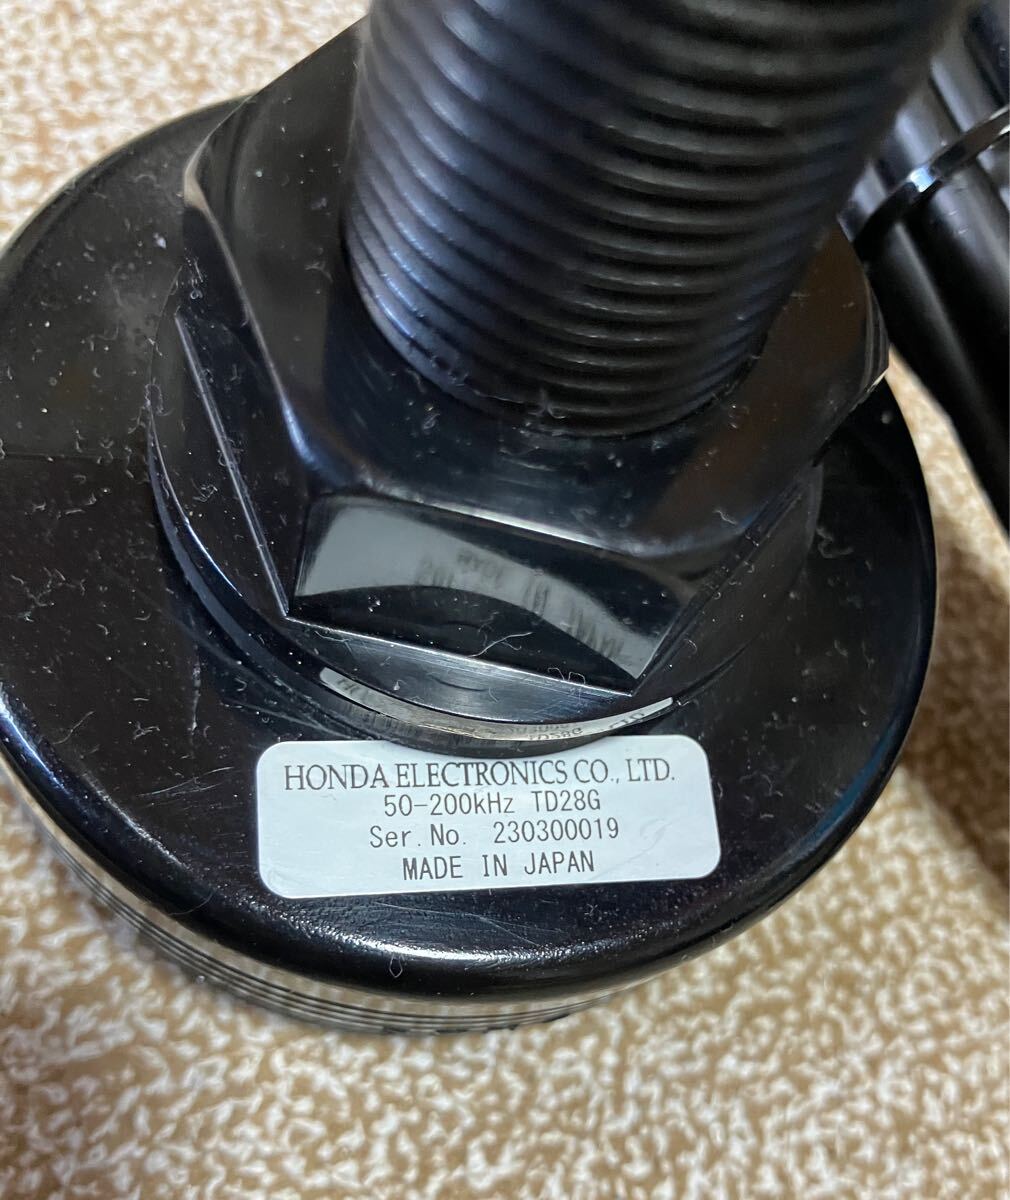 HONDA ELECTRONICS CO., LTD.
50-200kHz TD28G
Ser.No. 230300019
MADE IN JAPAN